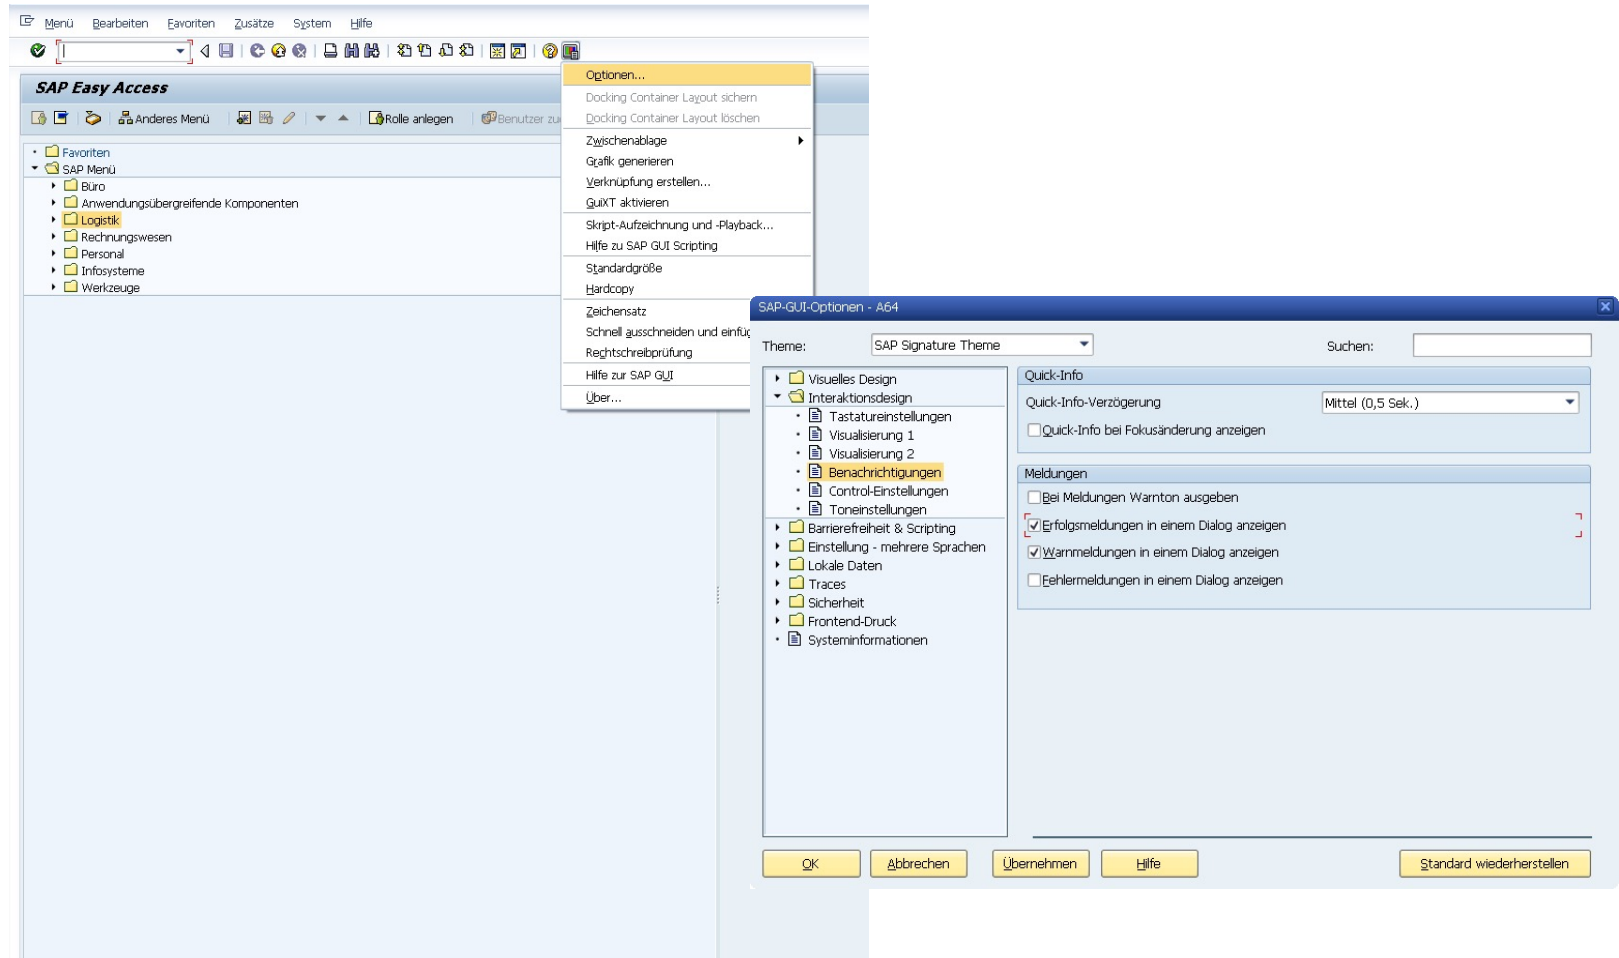 Menü Bearbeiten Favoriten Zusätze System Hilfe
SAP Easy Access
Anderes Menü Rolle anlegen
Favoriten
SAP Menü
Büro
Anwendungsübergreifende Komponenten
Logistik
Rechnungswesen
Personal
Infosysteme
Werkzeuge
Optionen...
Docking Container Layout sichern
Docking Container Layout löschen
Zwischenablage
Grafik generieren
Verknüpfung erstellen...
GuiXT aktivieren
Skript-Aufzeichnung und -Playback...
Hilfe zu SAP GUI Scripting
Standardgröße
Hardcopy
Zeichensatz
Schnell ausschneiden und einfüg
Rechtschreibprüfung
Hilfe zur SAP GUI
Über...
SAP-GUI-Optionen - A64
Theme: SAP Signature Theme Suchen:
Visuelles Design
Interaktionsdesign
Tastatureinstellungen
Visualisierung 1
Visualisierung 2
Benachrichtigungen
Control-Einstellungen
Toneinstellungen
Barrierefreiheit & Scripting
Einstellung - mehrere Sprachen
Lokale Daten
Traces
Sicherheit
Frontend-Druck
Systeminformationen
Quick-Info
Quick-Info-Verzögerung Mittel (0,5 Sek.)
Quick-Info bei Fokusänderung anzeigen
Meldungen
Bei Meldungen Warnton ausgeben
Erfolgsmeldungen in einem Dialog anzeigen
Warnmeldungen in einem Dialog anzeigen
Fehlermeldungen in einem Dialog anzeigen
OK Abbrechen Übernehmen Hilfe Standard wiederherstellen